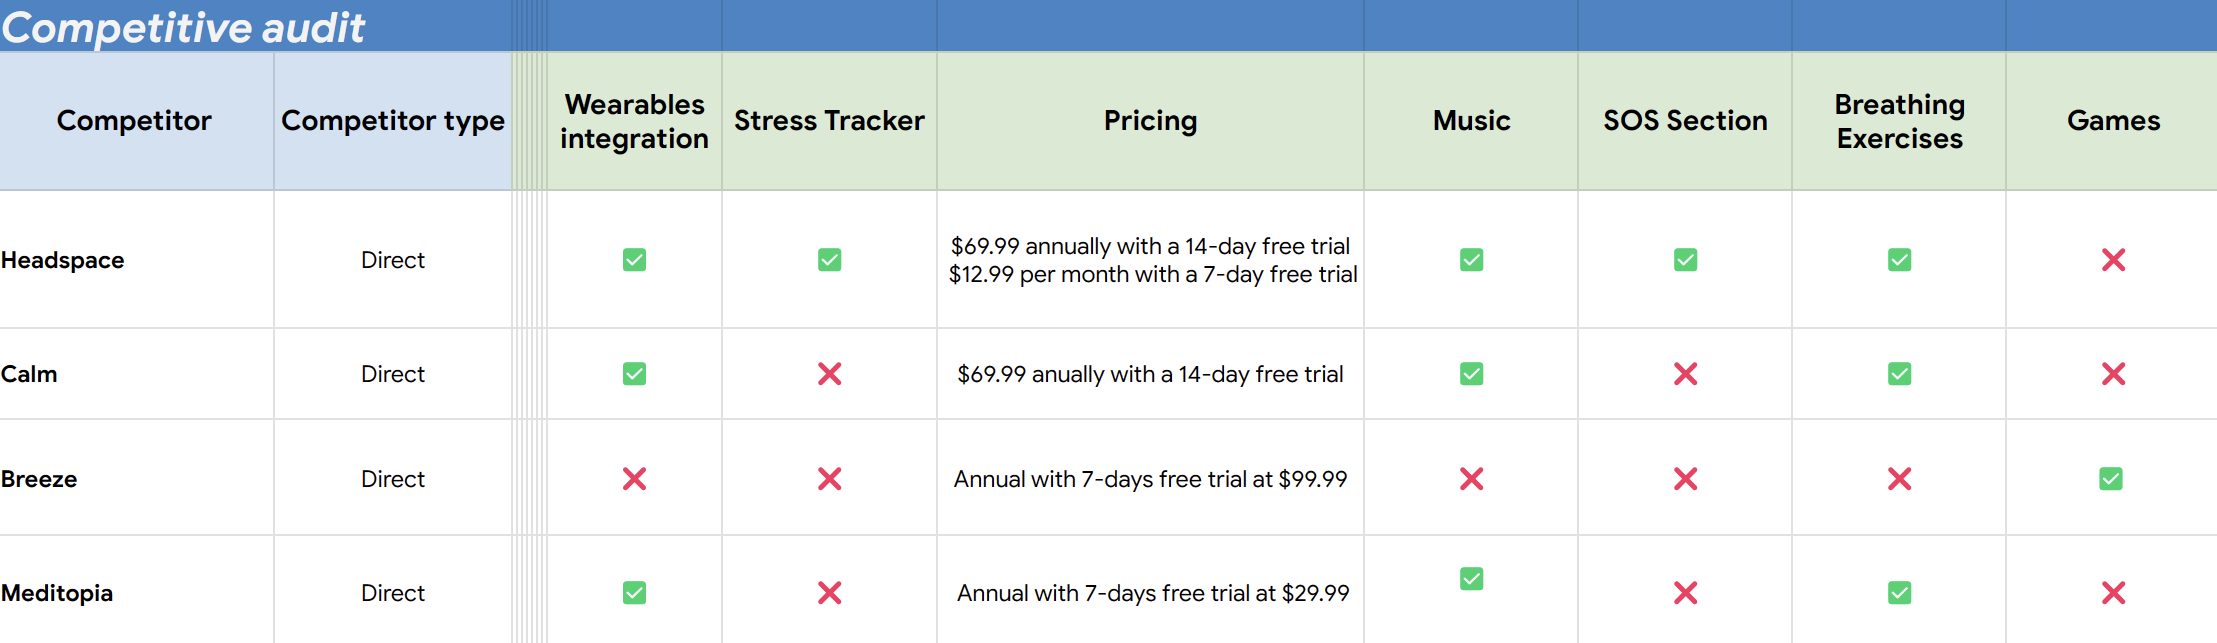 Competitive audit
Competitor
Competitor type
Wearables
integration
Stress Tracker
Pricing
Music
SOS Section
Breathing
Exercises
Games
Headspace
Direct
$69.99 annually with a 14-day free trial
$12.99 per month with a 7-day free trial
Calm
Direct
$69.99 anually with a 14-day free trial
Breeze
Direct
Annual with 7-days free trial at $99.99
Meditopia
Direct
Annual with 7-days free trial at $29.99